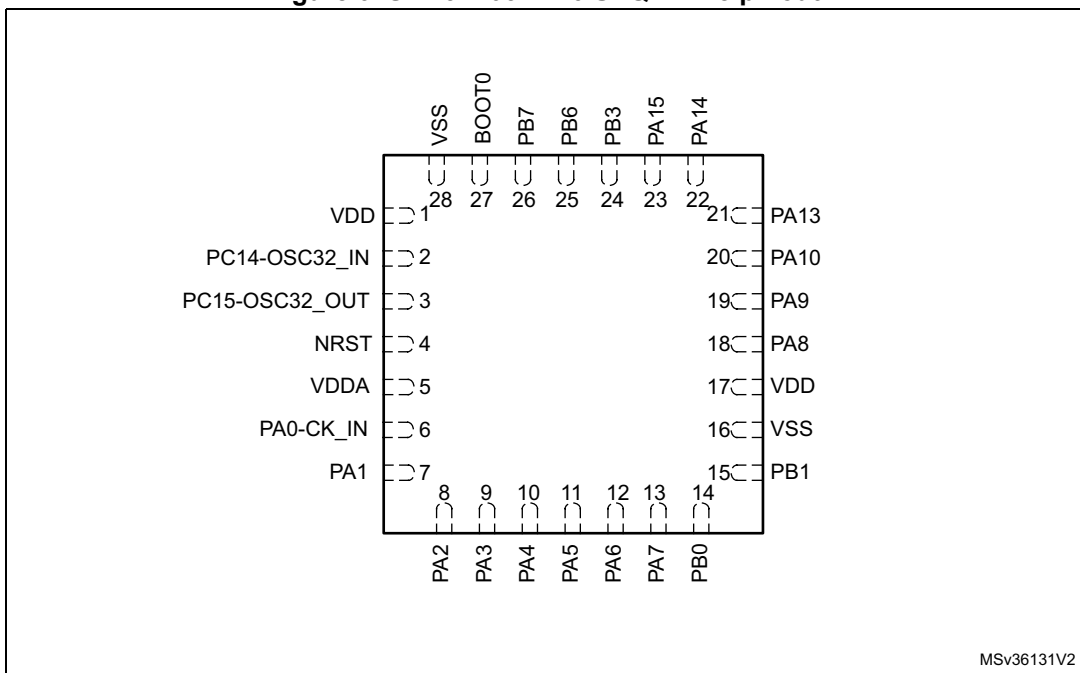 VSS
BOOT0
PB7
PB6
PB3
PA15
PA14
28
27
26
25
24
23
22
VDD 1
21 PA13
PC14-OSC32_IN 2
20 PA10
PC15-OSC32_OUT 3
19 PA9
NRST 4
18 PA8
VDDA 5
17 VDD
PA0-CK_IN 6
16 VSS
PA1 7
15 PB1
8
9
10
11
12
13
14
PA2
PA3
PA4
PA5
PA6
PA7
PB0
MSv36131V2